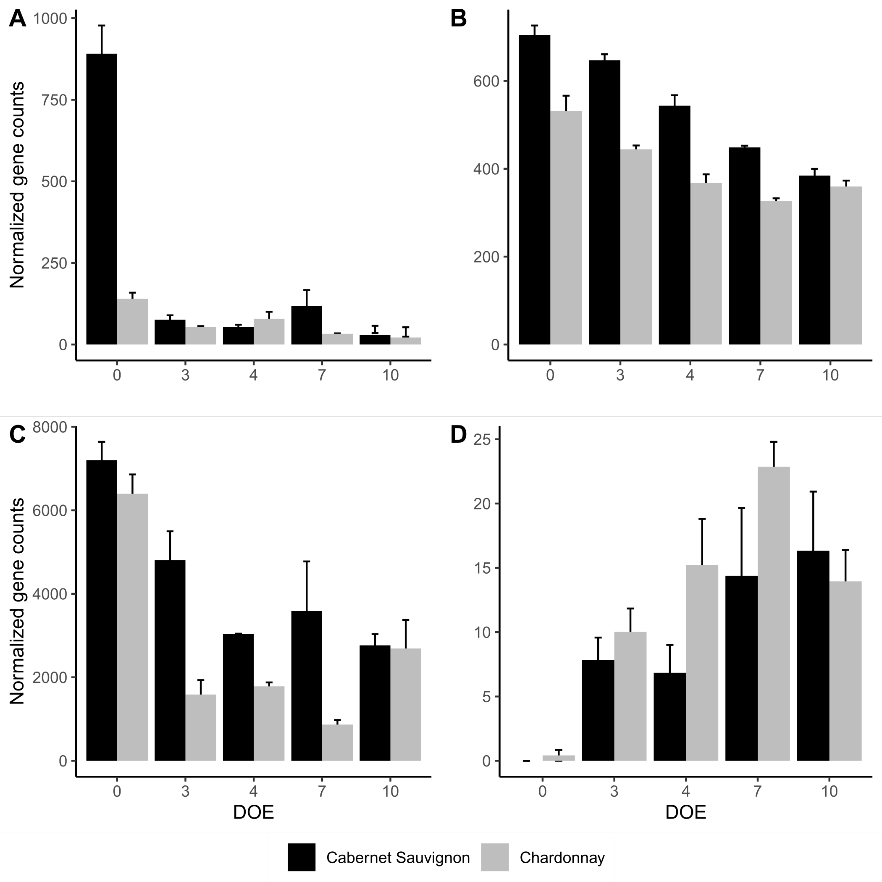 A
Normalized gene counts
1000
750
500
250
0
0 3 4 7 10
B
600
400
200
0
0 3 4 7 10
C
Normalized gene counts
8000
6000
4000
2000
0
0 3 4 7 10
DOE
D
25
20
15
10
5
0
0 3 4 7 10
DOE
Cabernet Sauvignon Chardonnay